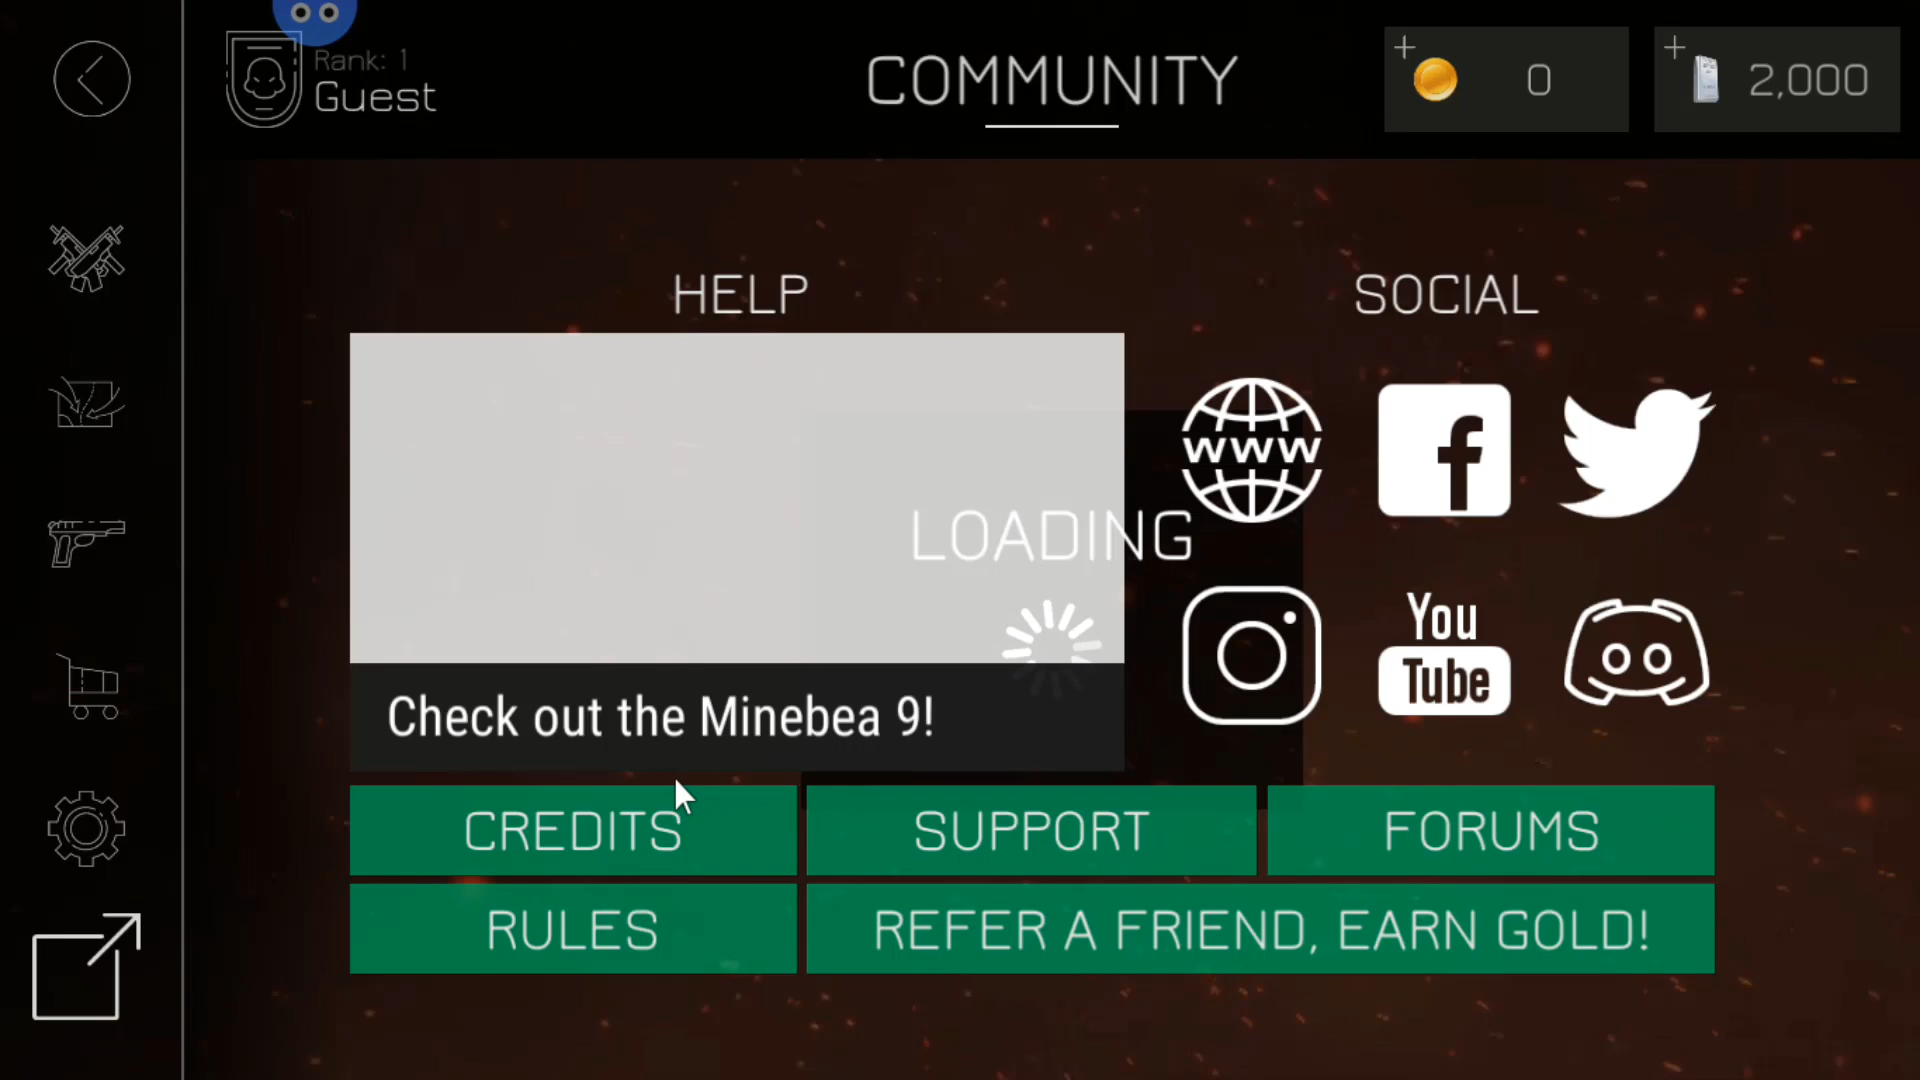 Rank: 1
Guest
COMMUNITY
0
2,000
HELP
SOCIAL
www
LOADING
You
Tube
Check out the Minebea 9!
CREDITS
SUPPORT
FORUMS
RULES
REFER A FRIEND, EARN GOLD!